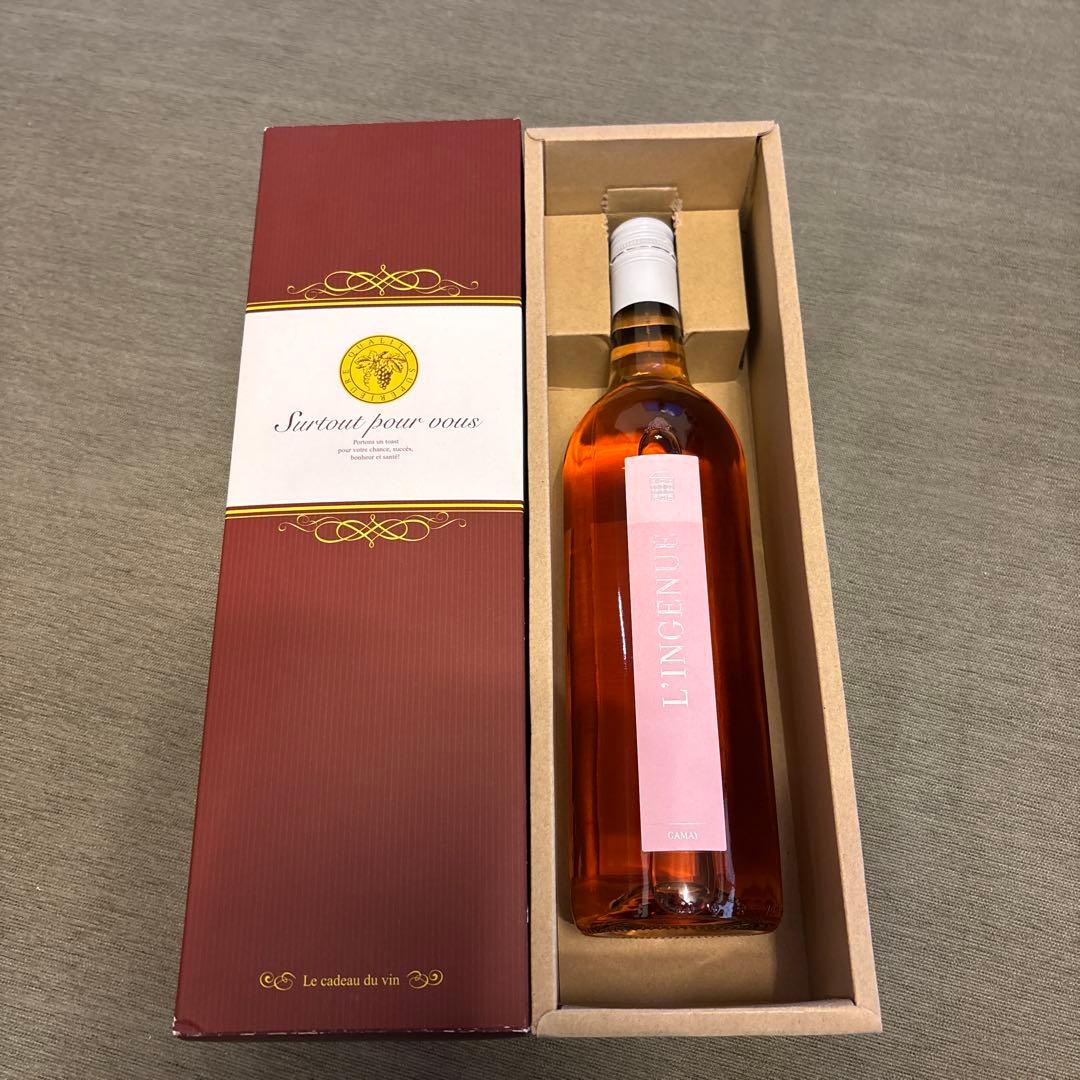 QUALITÉ SUPÉRIEURE
Surtout pour vous
Portons un toast
pour votre chance, succès,
bonheur et santé!
Le cadeau du vin
L'INGENUE
GAMAY